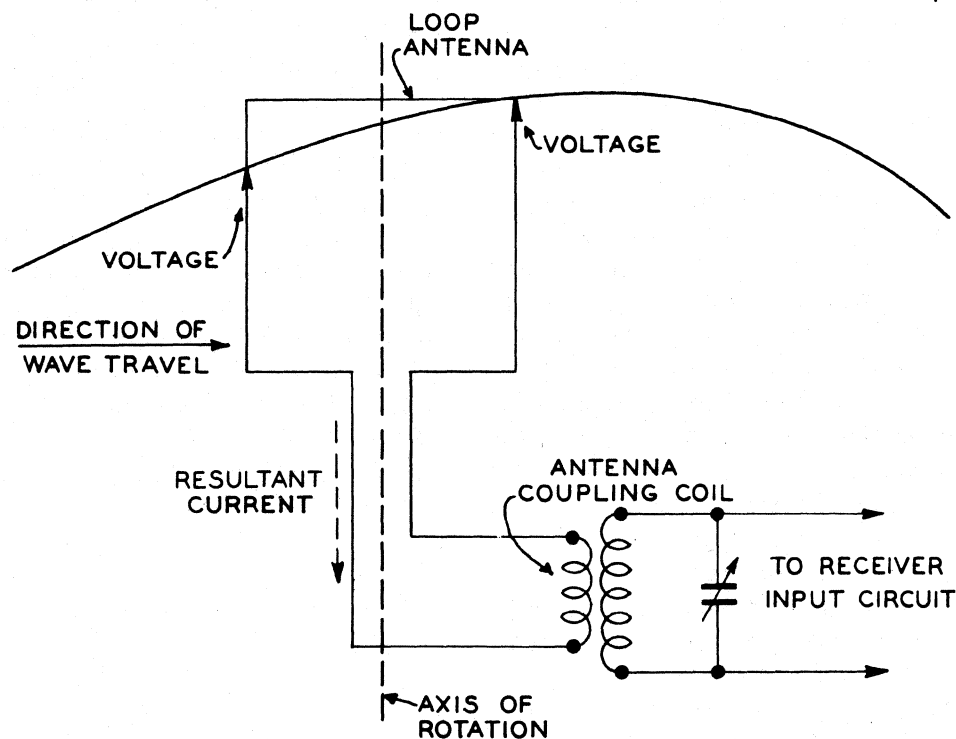 LOOP
ANTENNA
VOLTAGE
VOLTAGE
DIRECTION OF
WAVE TRAVEL
RESULTANT
CURRENT
ANTENNA
COUPLING COIL
TO RECEIVER
INPUT CIRCUIT
AXIS OF
ROTATION